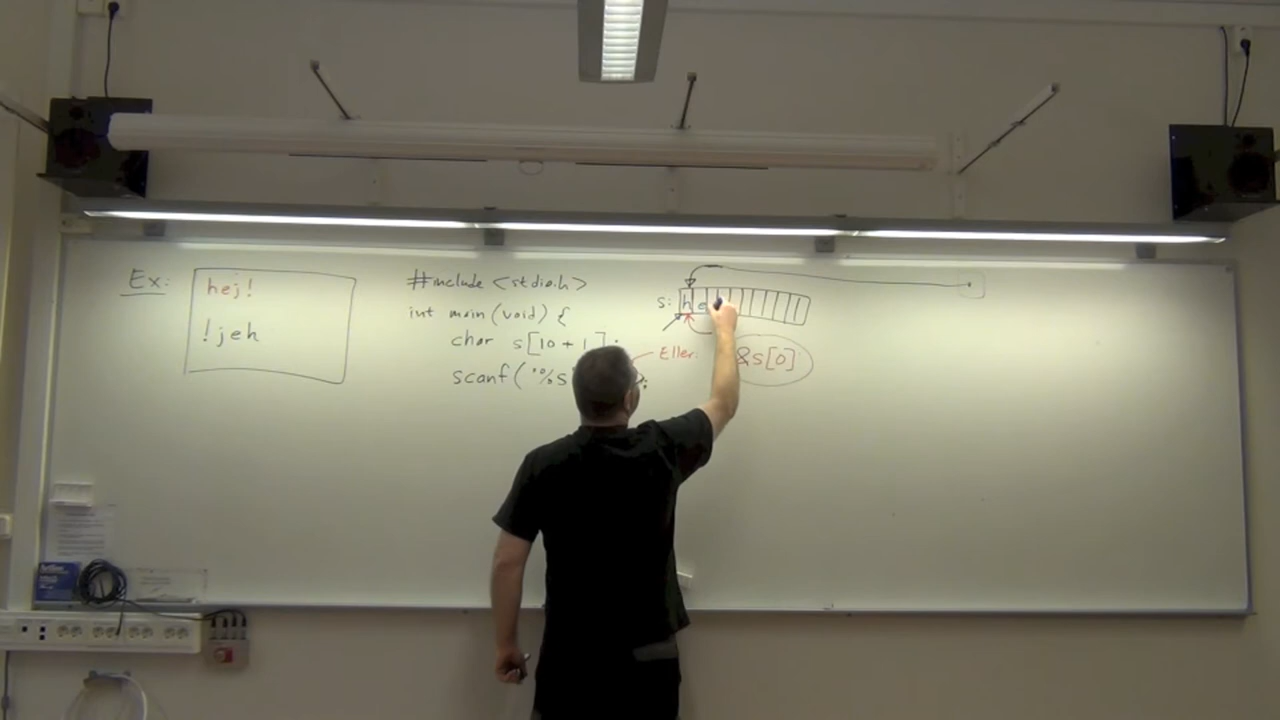 Ex:
hej!
!jeh
#include <stdio.h>
int main(void) {
char s[10+1];
scanf("%s
s: h e
Eller:
&s[0]